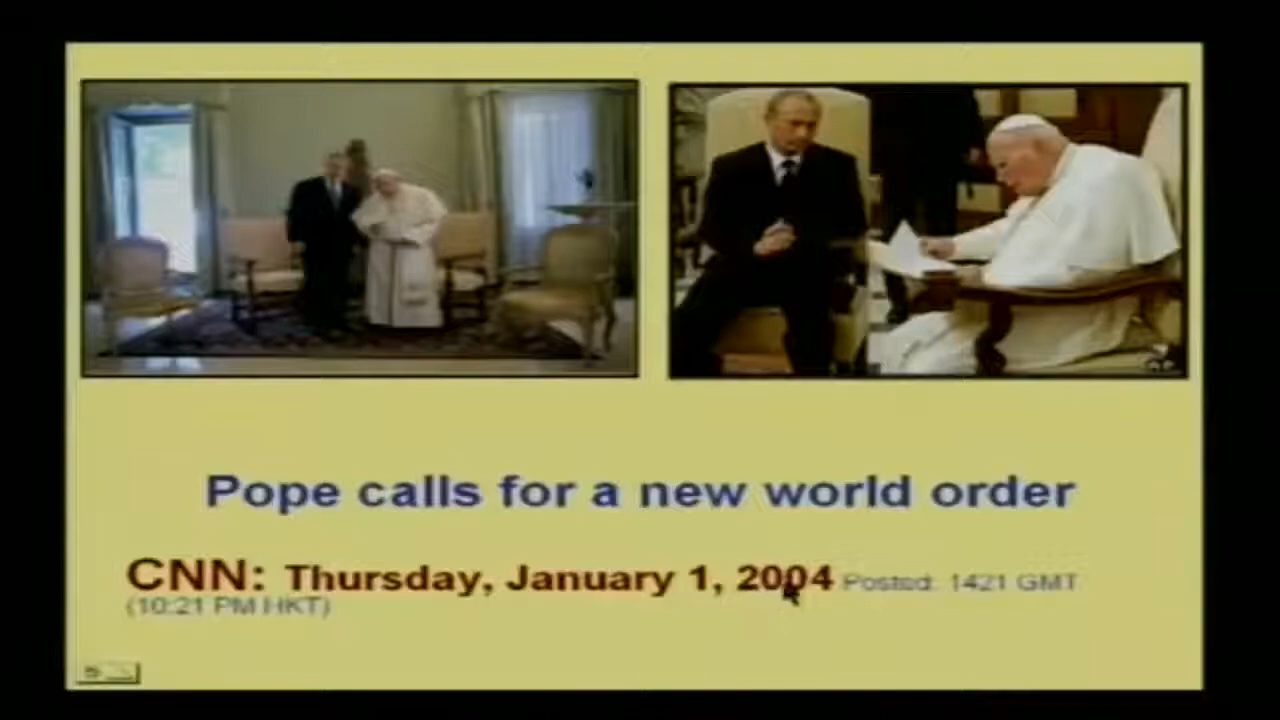 Pope calls for a new world order
CNN: Thursday, January 1, 2004 Posted: 1421 GMT
(10:21 PM HKT)